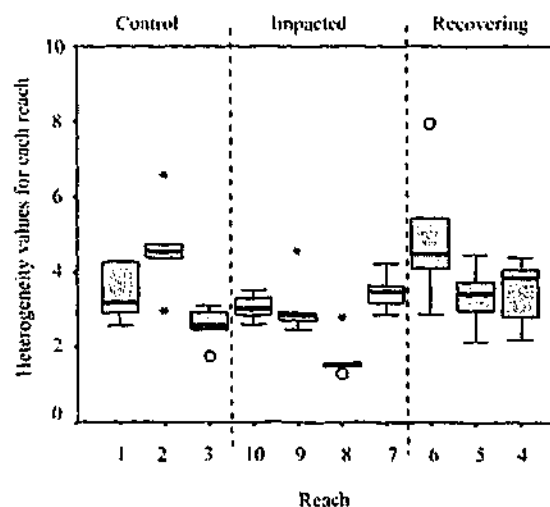 Control Impacted Recovering
Heterogeneity values for each reach
10
8
6
4
2
0
1 2 3 10 9 8 7 6 5 4
Reach